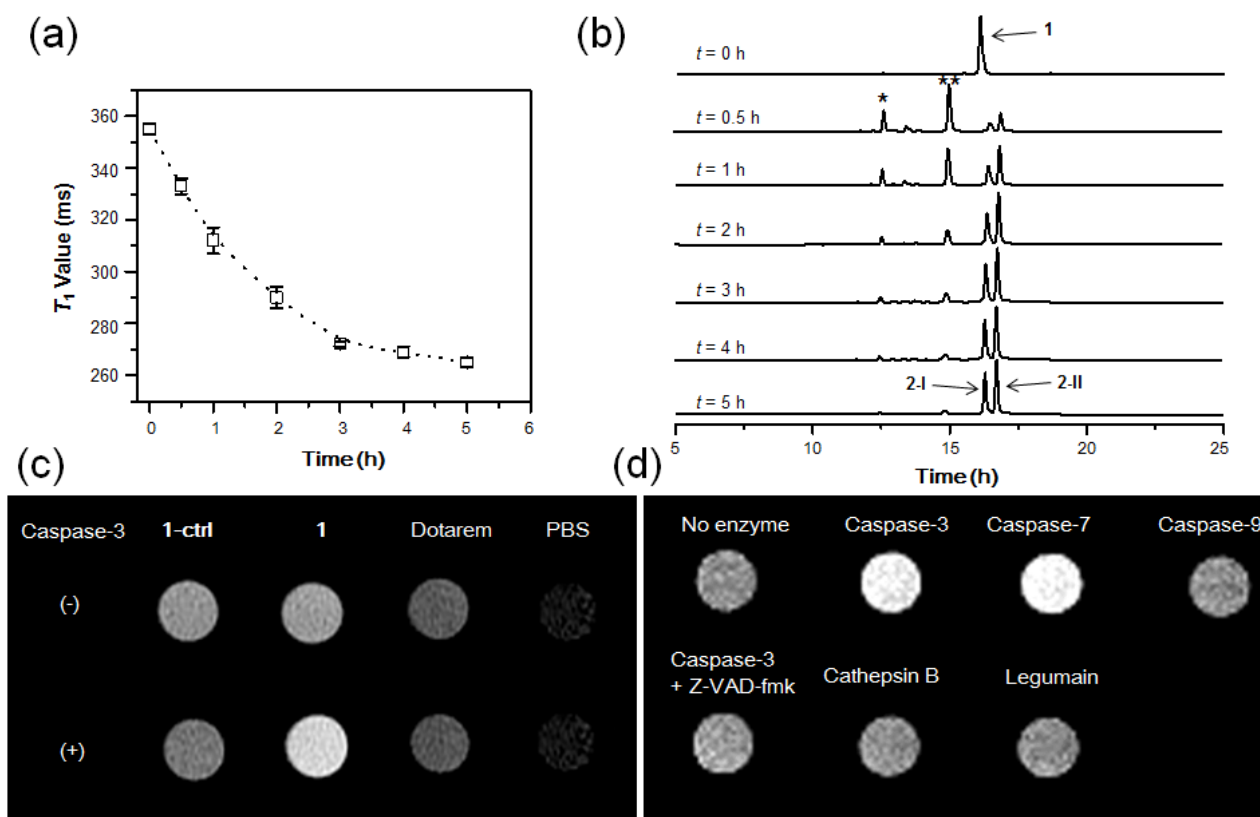 (a)
T1 Value (ms)
360
340
320
300
280
260
0 1 2 3 4 5 6
Time (h)
(b)
t = 0 h
1
t = 0.5 h
*
**
t = 1 h
t = 2 h
t = 3 h
t = 4 h
t = 5 h
2-I
2-II
5 10 15 20 25
Time (h)
(c)
Caspase-3 1-ctrl 1 Dotarem PBS
(-)
(+)
(d)
No enzyme Caspase-3 Caspase-7 Caspase-9
Caspase-3
+ Z-VAD-fmk
Cathepsin B
Legumain